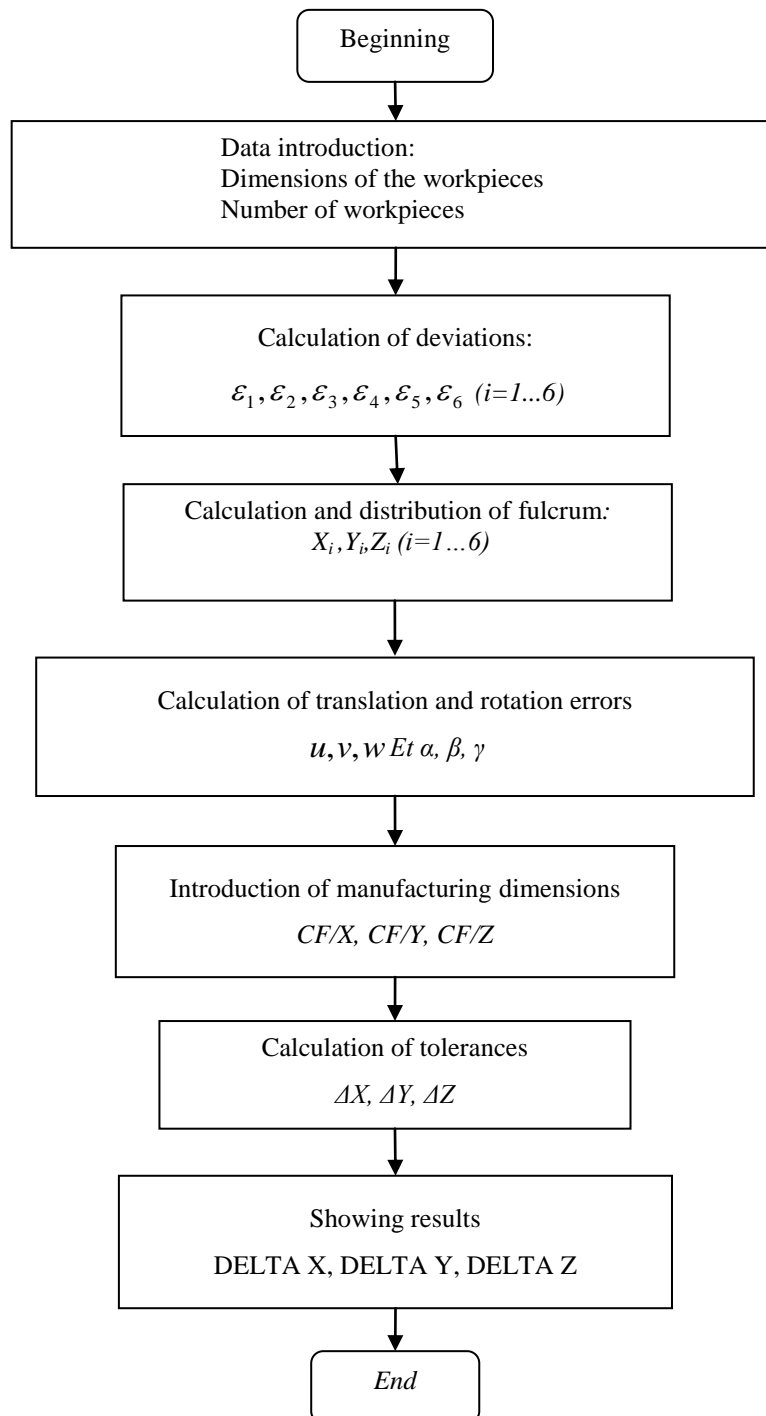 Beginning
Data introduction:
Dimensions of the workpieces
Number of workpieces
Calculation of deviations:
ε₁, ε₂, ε₃, ε₄, ε₅, ε₆ (i=1...6)
Calculation and distribution of fulcrum:
Xᵢ,Yᵢ,Zᵢ (i=1...6)
Calculation of translation and rotation errors
u, v, w Et α, β, γ
Introduction of manufacturing dimensions
CF/X, CF/Y, CF/Z
Calculation of tolerances
ΔX, ΔY, ΔZ
Showing results
DELTA X, DELTA Y, DELTA Z
End